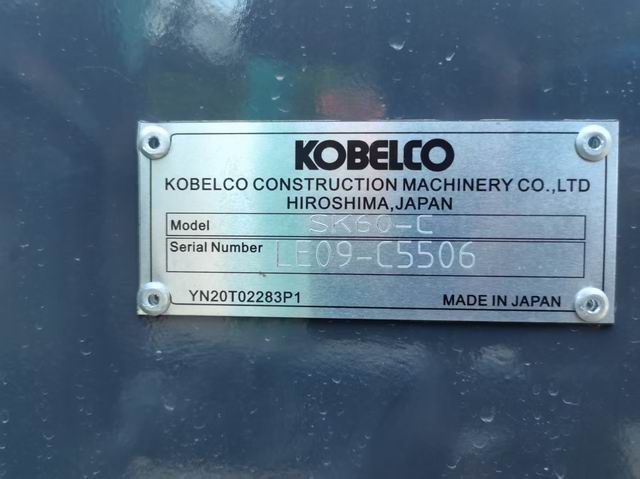 KOBELCO
KOBELCO CONSTRUCTION MACHINERY CO.,LTD
HIROSHIMA,JAPAN
Model SK60-C
Serial Number LE09-C5506
YN20T02283P1 MADE IN JAPAN